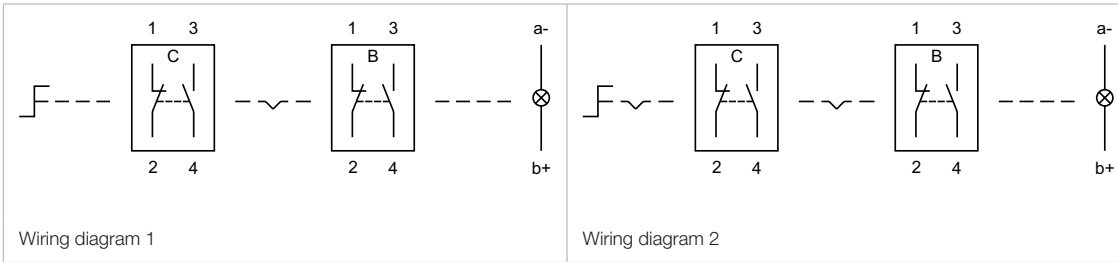 1 3 1 3 a- 1 3 1 3 a-
C B C B
2 4 2 4 b+ 2 4 2 4 b+
Wiring diagram 1 Wiring diagram 2